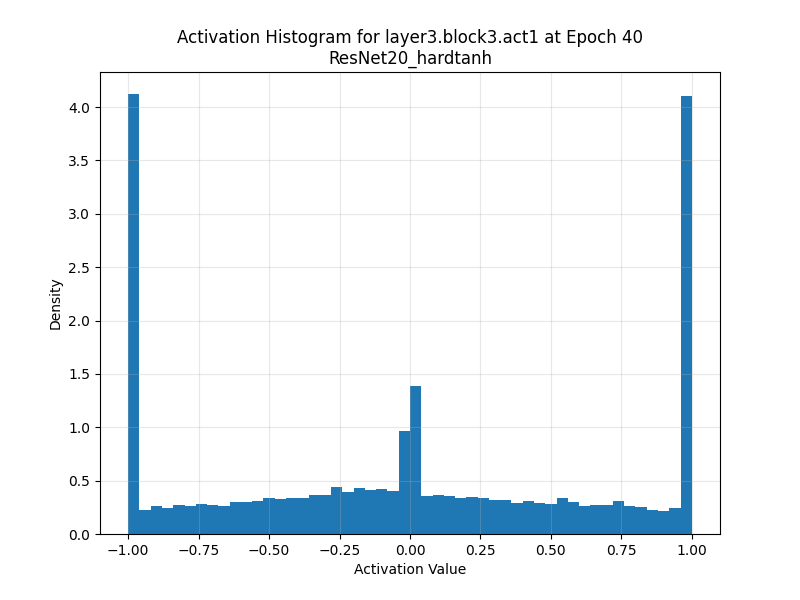 Activation Histogram for layer3.block3.act1 at Epoch 40
ResNet20_hardtanh
4.0
3.5
3.0
2.5
2.0
1.5
1.0
0.5
0.0
Density
−1.00 −0.75 −0.50 −0.25 0.00 0.25 0.50 0.75 1.00
Activation Value